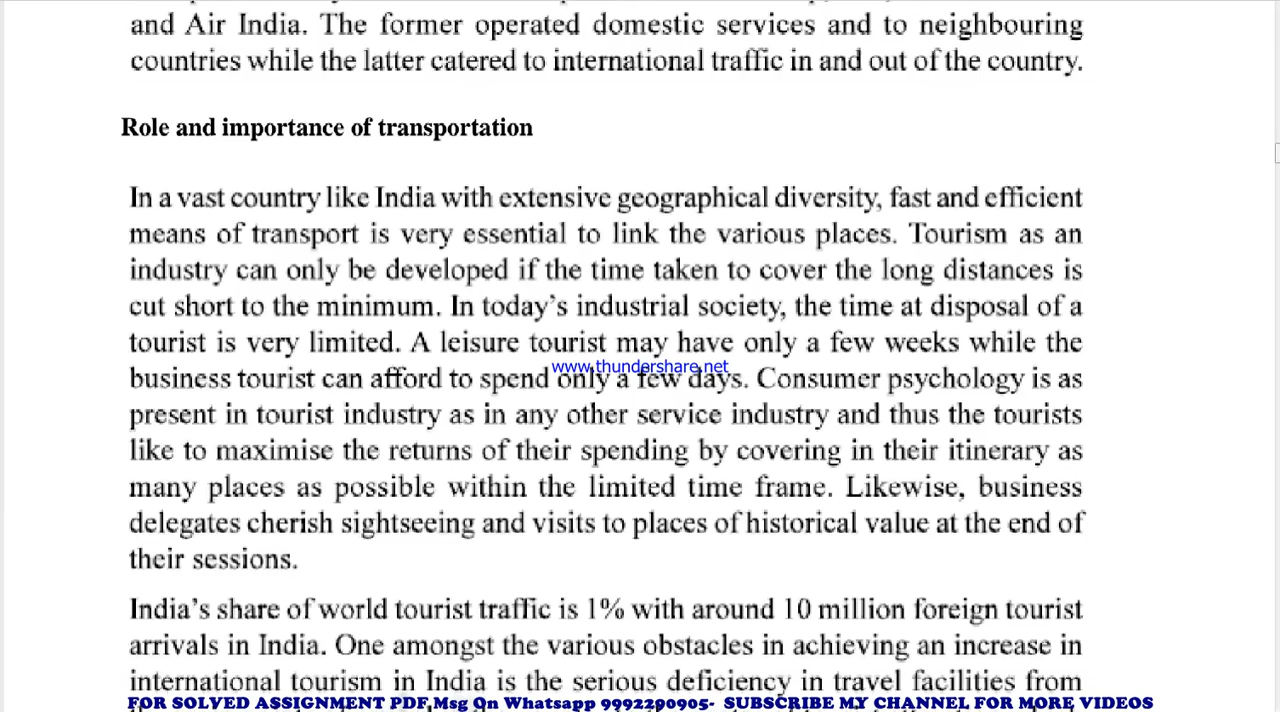 and Air India. The former operated domestic services and to neighbouring
countries while the latter catered to international traffic in and out of the country.
Role and importance of transportation
In a vast country like India with extensive geographical diversity, fast and efficient
means of transport is very essential to link the various places. Tourism as an
industry can only be developed if the time taken to cover the long distances is
cut short to the minimum. In today's industrial society, the time at disposal of a
tourist is very limited. A leisure tourist may have only a few weeks while the
www.thundershare.net
business tourist can afford to spend only a few days. Consumer psychology is as
present in tourist industry as in any other service industry and thus the tourists
like to maximise the returns of their spending by covering in their itinerary as
many places as possible within the limited time frame. Likewise, business
delegates cherish sightseeing and visits to places of historical value at the end of
their sessions.
India's share of world tourist traffic is 1% with around 10 million foreign tourist
arrivals in India. One amongst the various obstacles in achieving an increase in
international tourism in India is the serious deficiency in travel facilities from
FOR SOLVED ASSIGNMENT PDF Msg On Whatsapp 9992290905- SUBSCRIBE MY CHANNEL FOR MORE VIDEOS